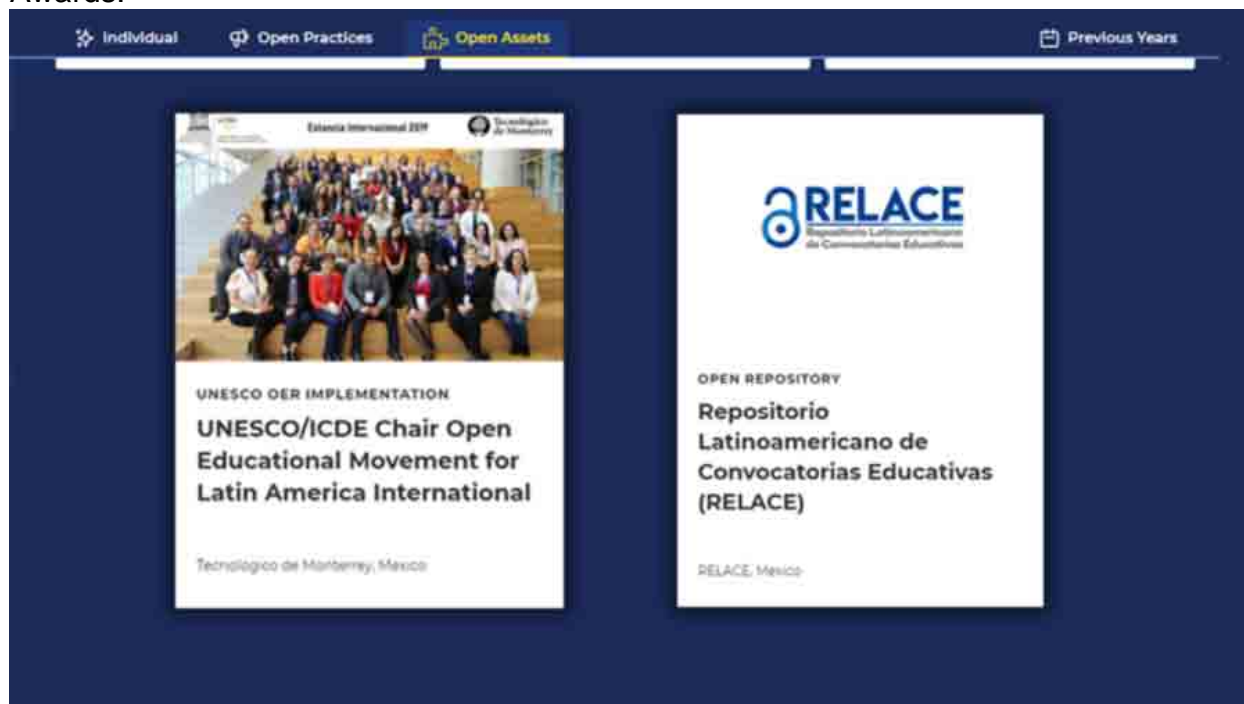 Awards.
Individual
Open Practices
Open Assets
Previous Years
Estancia Internacional 2019
Tecnológico
de Monterrey
UNESCO OER IMPLEMENTATION
UNESCO/ICDE Chair Open
Educational Movement for
Latin America International
Tecnologico de Monterrey, Mexico
RELACE
Repositorio Latinoamericano
de Convocatorias Educativas
OPEN REPOSITORY
Repositorio
Latinoamericano de
Convocatorias Educativas
(RELACE)
RELACE, Mexico